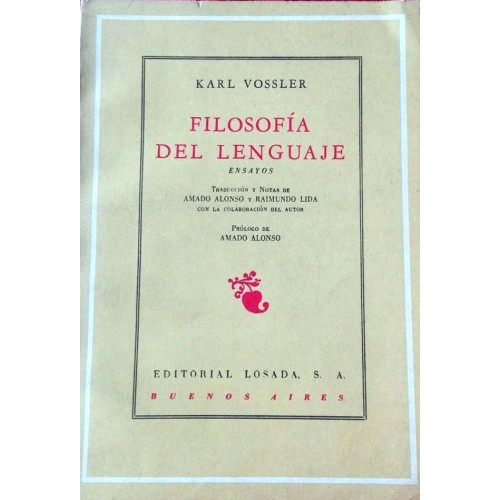 KARL VOSSLER
FILOSOFÍA
DEL LENGUAJE
ENSAYOS
TRADUCCIÓN Y NOTAS DE
AMADO ALONSO Y RAIMUNDO LIDA
CON LA COLABORACIÓN DEL AUTOR
PRÓLOGO DE
AMADO ALONSO
EDITORIAL LOSADA, S. A.
BUENOS AIRES